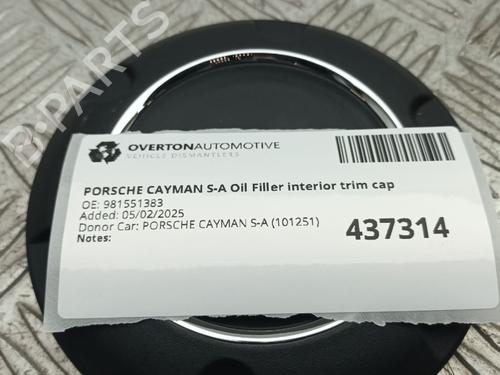 B-PARTS
OVERTONAUTOMOTIVE
VEHICLE DISMANTLERS
PORSCHE CAYMAN S-A Oil Filler interior trim cap
OE: 981551383
Added: 05/02/2025
Donor Car: PORSCHE CAYMAN S-A (101251)
Notes:
437314